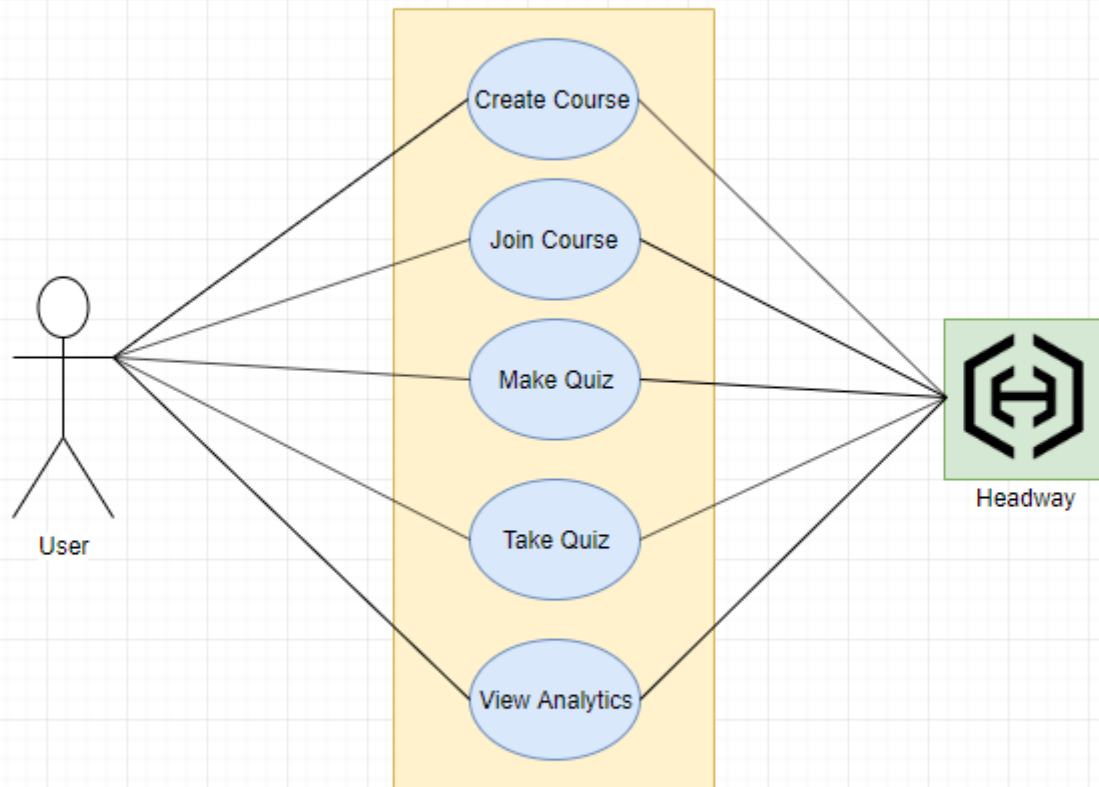 Create Course
Join Course
Make Quiz
Take Quiz
View Analytics
User
Headway